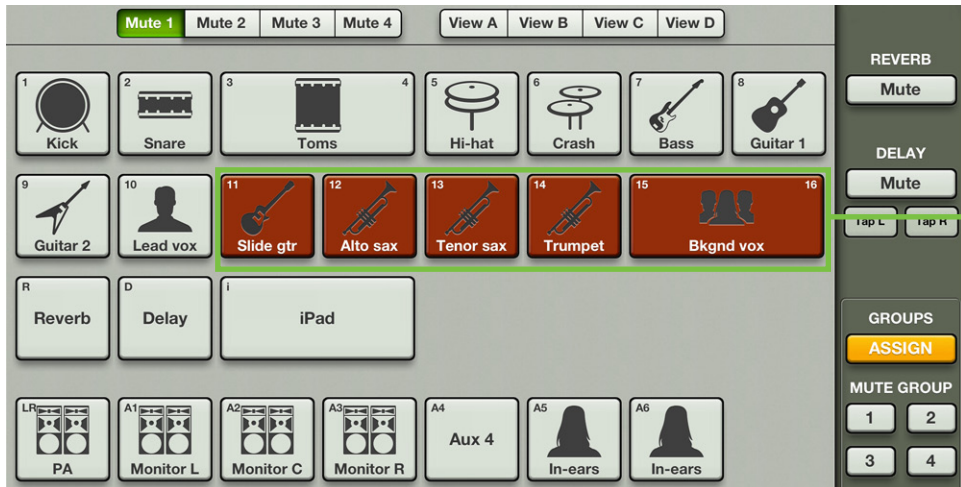 Mute 1 Mute 2 Mute 3 Mute 4 View A View B View C View D
REVERB
Mute
1 2 3 4 5 6 7 8
Kick Snare Toms Hi-hat Crash Bass Guitar 1
DELAY
Mute
9 10 11 12 13 14 15 16
Tap L Tap R
Guitar 2 Lead vox Slide gtr Alto sax Tenor sax Trumpet Bkgnd vox
R D i
Reverb Delay iPad
GROUPS
ASSIGN
MUTE GROUP
1 2
3 4
LR A1 A2 A3 A4 A5 A6
Aux 4
PA Monitor L Monitor C Monitor R In-ears In-ears